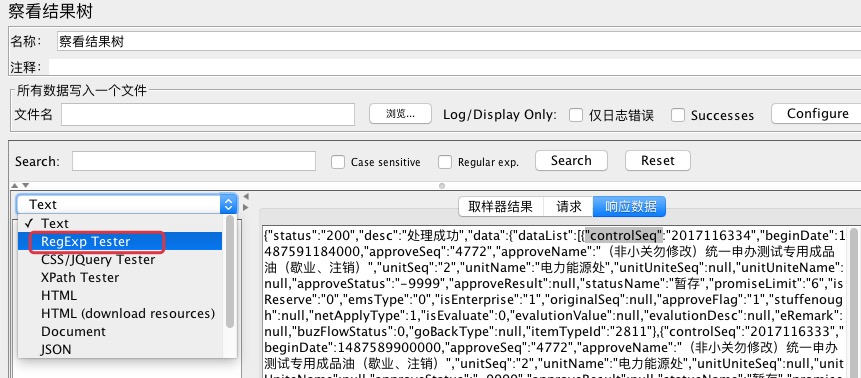 察看结果树
名称： 察看结果树
注释：
所有数据写入一个文件
文件名 浏览... Log/Display Only: 仅日志错误 Successes Configure
Search: Case sensitive Regular exp. Search Reset
Text 取样器结果 请求 响应数据
✓ Text
RegExp Tester
CSS/JQuery Tester
XPath Tester
HTML
HTML (download resources)
Document
JSON
{"status":"200","desc":"处理成功","data":{"dataList":[{"controlSeq":"2017116334","beginDate":1
487591184000,"approveSeq":"4772","approveName":"（非小关勿修改）统一申办测试专用成品
油（歇业、注销）","unitSeq":"2","unitName":"电力能源处","unitUniteSeq":null,"unitUniteName":
null,"approveStatus":"-9999","approveResult":null,"statusName":"暂存","promiseLimit":"6","is
Reserve":"0","emsType":"0","isEnterprise":"1","originalSeq":null,"approveFlag":"1","stuffenoug
h":null,"netApplyType":1,"isEvaluate":0,"evalutionValue":null,"evalutionDesc":null,"eRemark"
:null,"buzFlowStatus":0,"goBackType":null,"itemTypeId":"2811"},{"controlSeq":"2017116333","
beginDate":1487589900000,"approveSeq":"4772","approveName":"（非小关勿修改）统一申办
测试专用成品油（歇业、注销）","unitSeq":"2","unitName":"电力能源处","unitUniteSeq":null,"unit